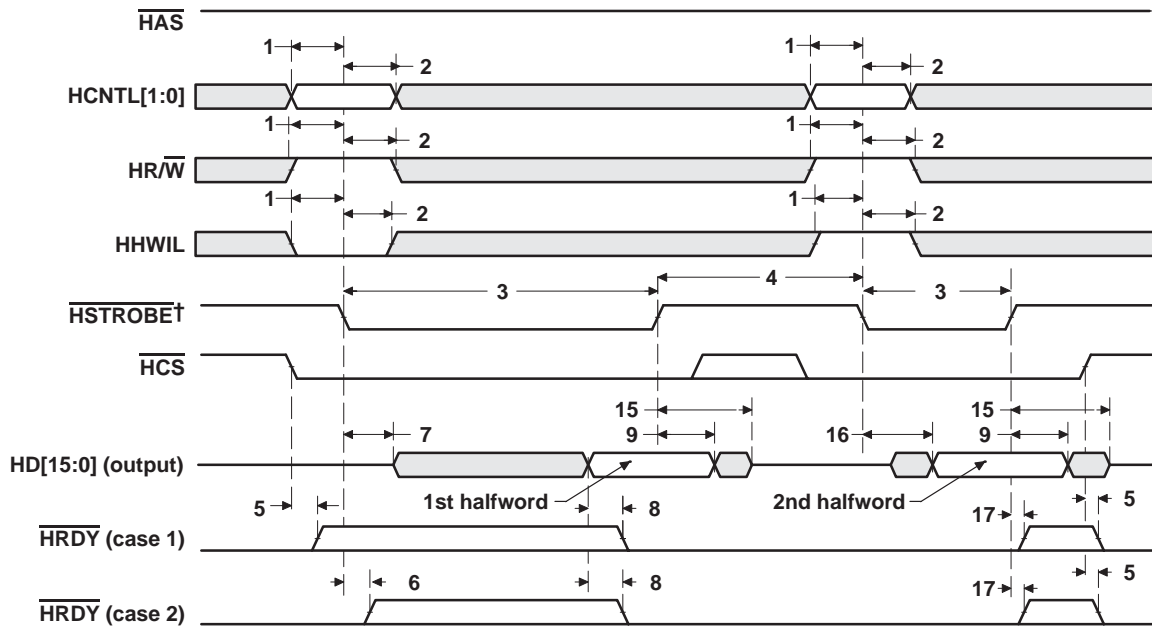 HAS
1
1
2
2
HCNTL[1:0]
1
1
2
2
HR/W
1
1
2
2
HHWIL
4
3
3
HSTROBE†
HCS
15
15
7
9
16
9
HD[15:0] (output)
1st halfword
2nd halfword
5
8
17
5
HRDY (case 1)
6
8
17
5
HRDY (case 2)